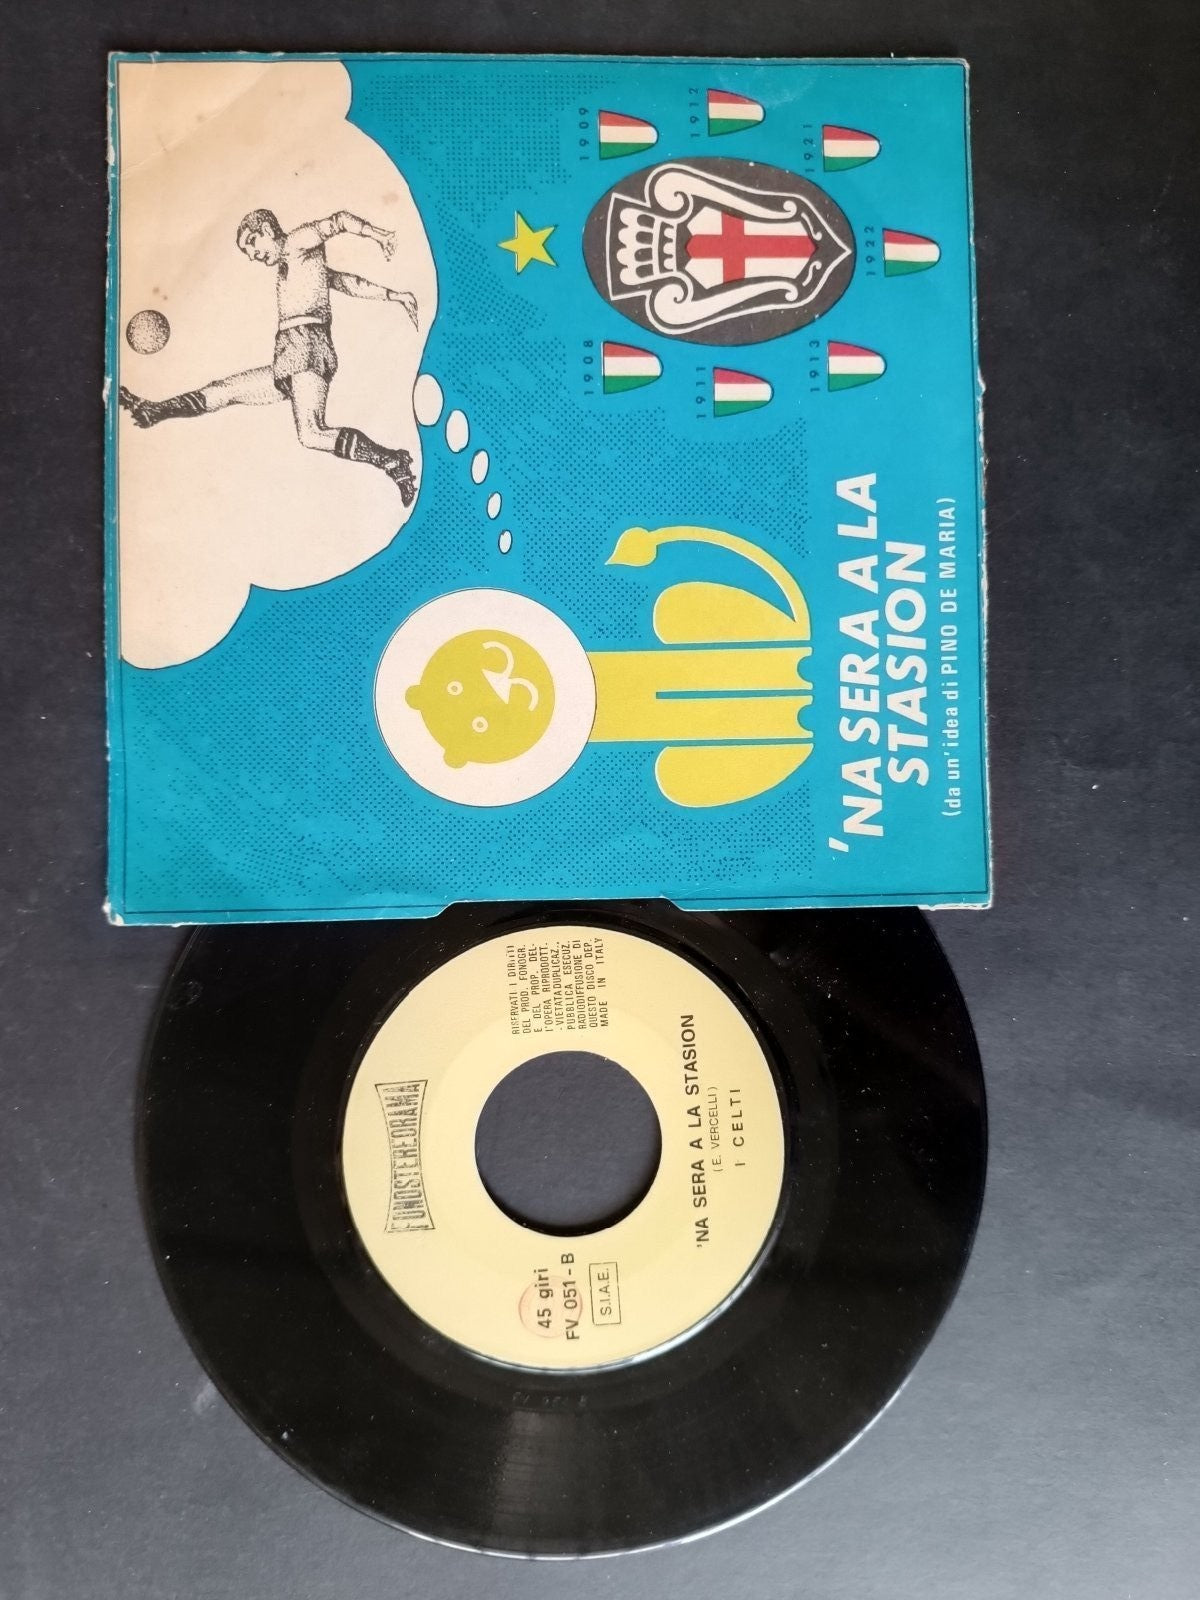 1908
1909
1911
1912
1913
1921
1922
'NA SERA A LA
STASION
(da un'idea di PINO DE MARIA)
FONOSTEREORAMA
RISERVATI I DIRITTI
DEL PROD. FONOGR.
E DEL PROP. DEL-
L'OPERA RIPRODOTT.
- VIETATA DUPLICAZ.,
PUBBLICA ESECUZ.
RADIODIFFUSIONE DI
QUESTO DISCO DEP.
MADE IN ITALY
45 giri
FV 051 - B
S.I.A.E.
'NA SERA A LA STASION
(E. VERCELLI)
I CELTI